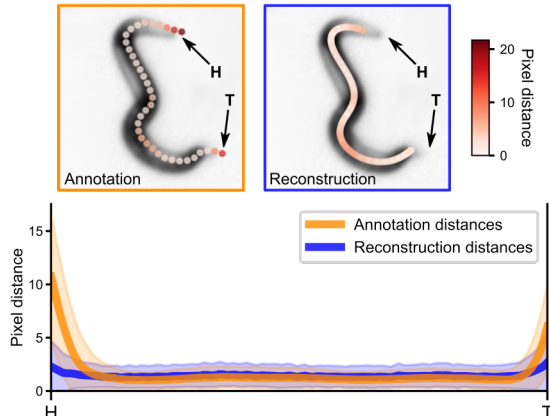 H
T
Annotation
H
T
Reconstruction
20
10
0
Pixel distance
Annotation distances
Reconstruction distances
15
10
5
0
Pixel distance
H
T